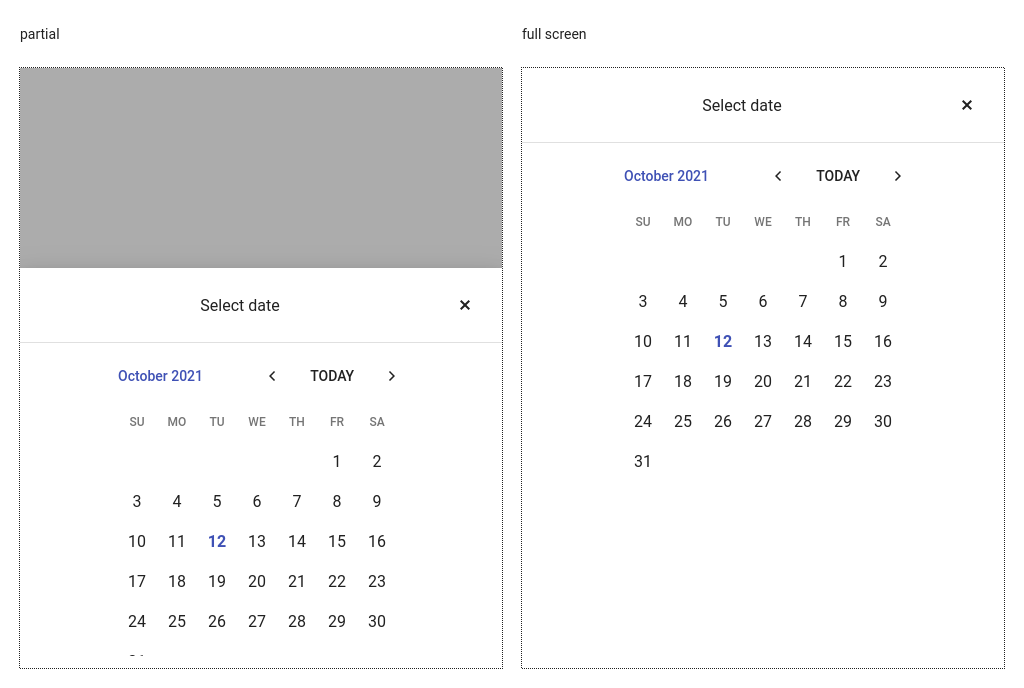 partial
Select date ×
October 2021 < TODAY >
SU MO TU WE TH FR SA
1 2
3 4 5 6 7 8 9
10 11 12 13 14 15 16
17 18 19 20 21 22 23
24 25 26 27 28 29 30
full screen
Select date ×
October 2021 < TODAY >
SU MO TU WE TH FR SA
1 2
3 4 5 6 7 8 9
10 11 12 13 14 15 16
17 18 19 20 21 22 23
24 25 26 27 28 29 30
31